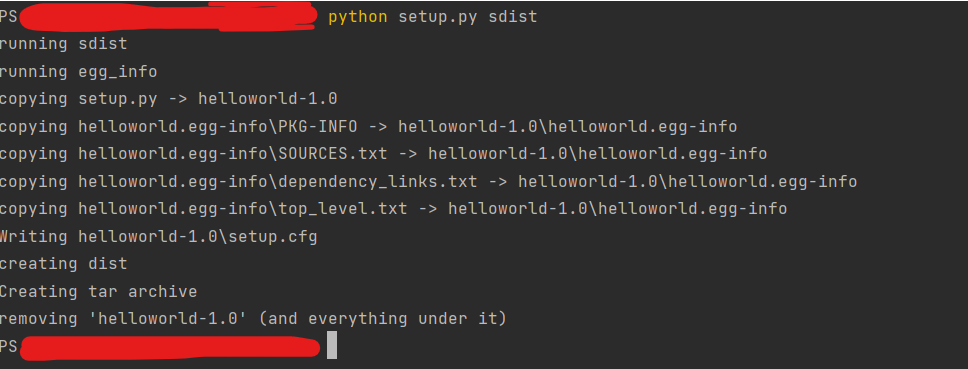 PS python setup.py sdist
running sdist
running egg_info
copying setup.py -> helloworld-1.0
copying helloworld.egg-info\PKG-INFO -> helloworld-1.0\helloworld.egg-info
copying helloworld.egg-info\SOURCES.txt -> helloworld-1.0\helloworld.egg-info
copying helloworld.egg-info\dependency_links.txt -> helloworld-1.0\helloworld.egg-info
copying helloworld.egg-info\top_level.txt -> helloworld-1.0\helloworld.egg-info
Writing helloworld-1.0\setup.cfg
creating dist
Creating tar archive
removing 'helloworld-1.0' (and everything under it)
PS